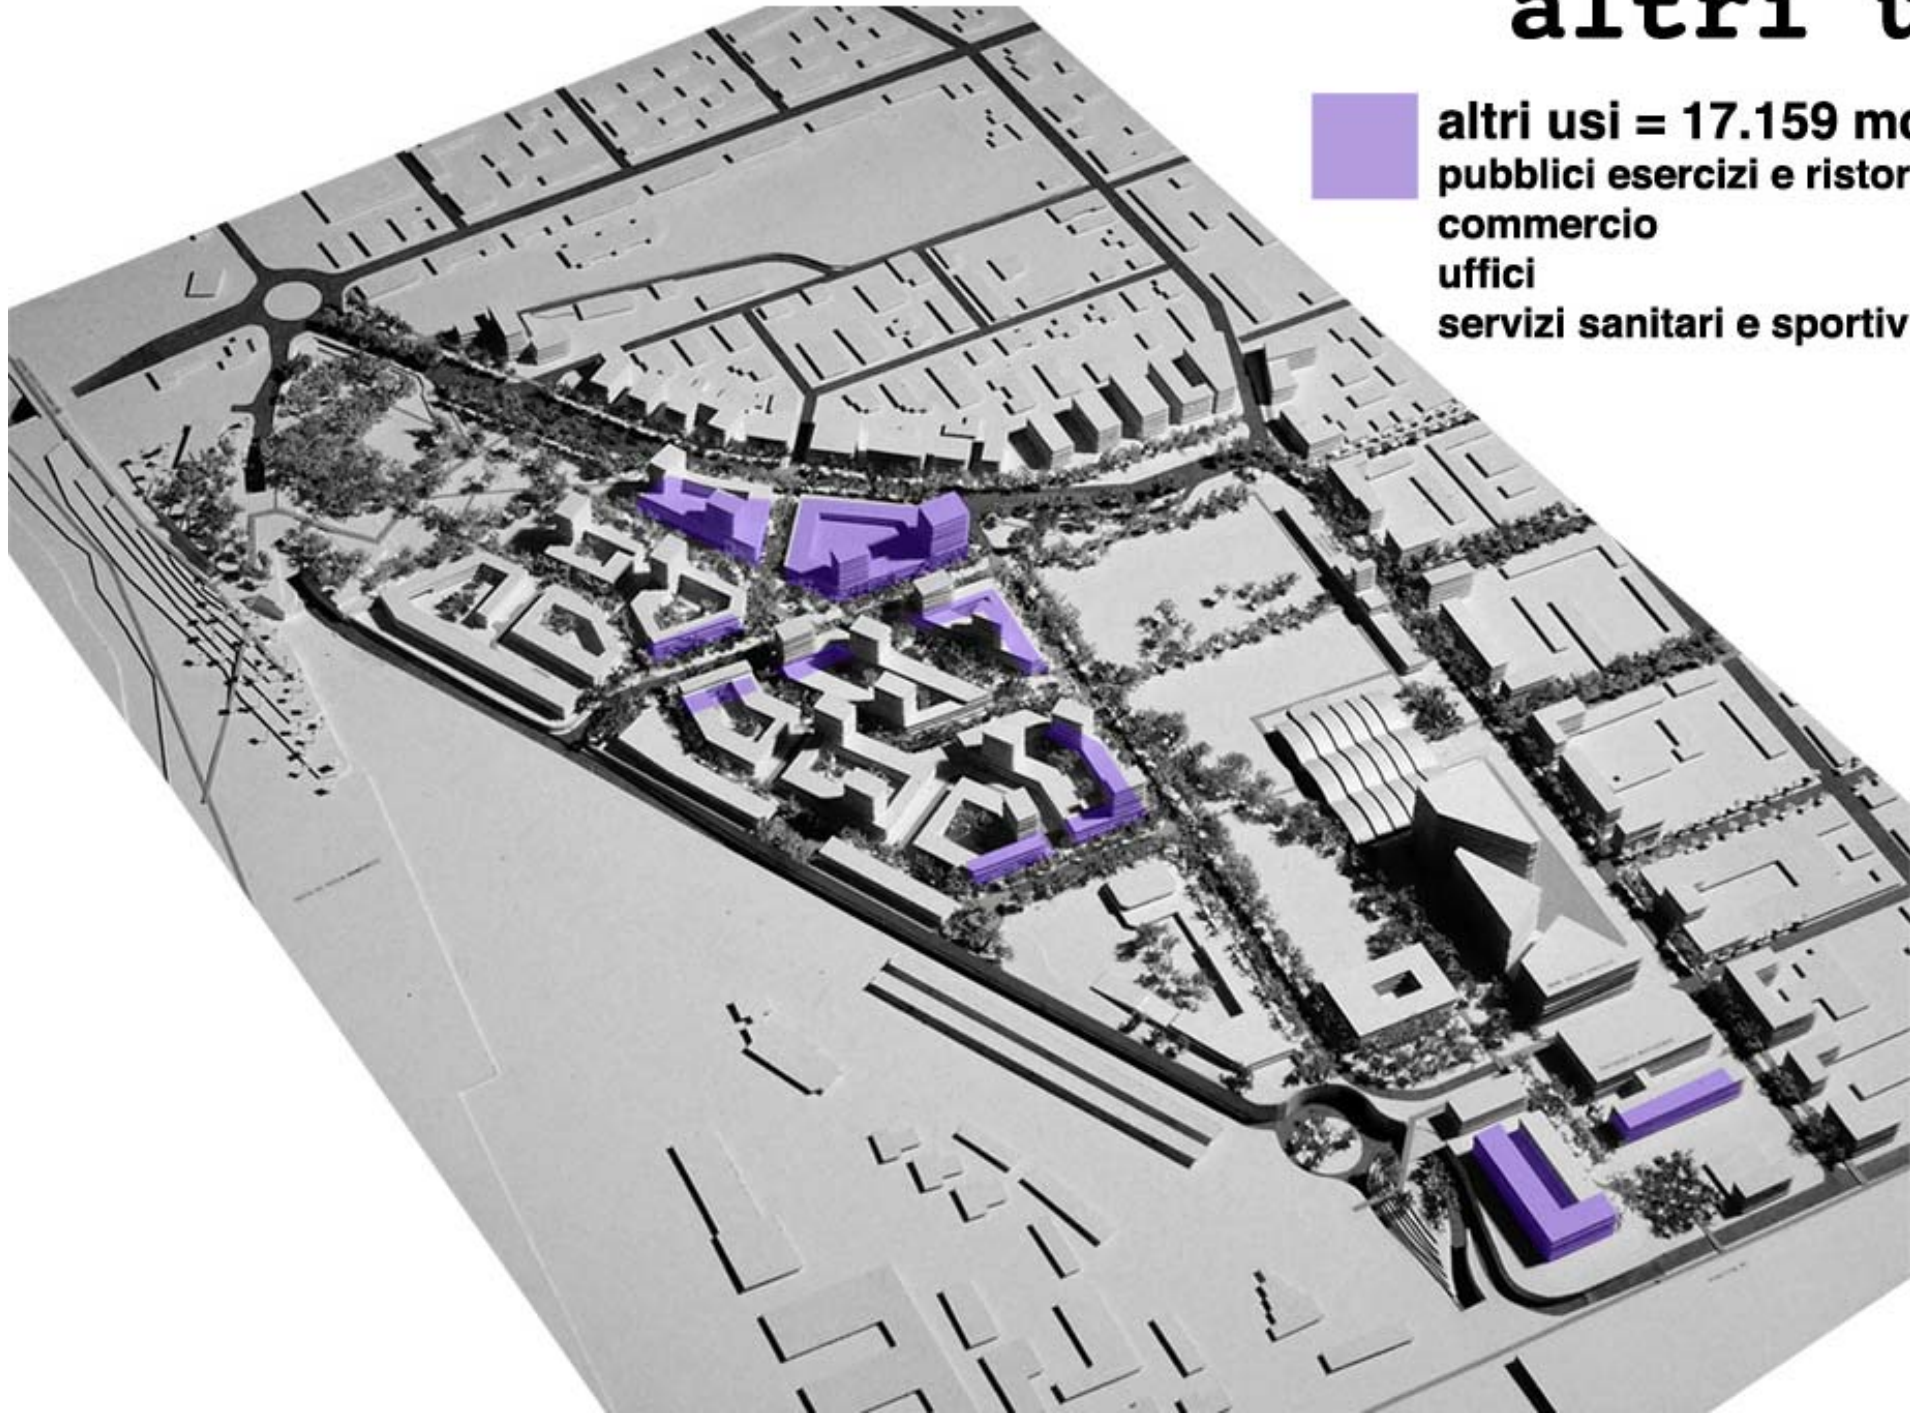 altri u
altri usi = 17.159 mq
pubblici esercizi e ristor
commercio
uffici
servizi sanitari e sportiv